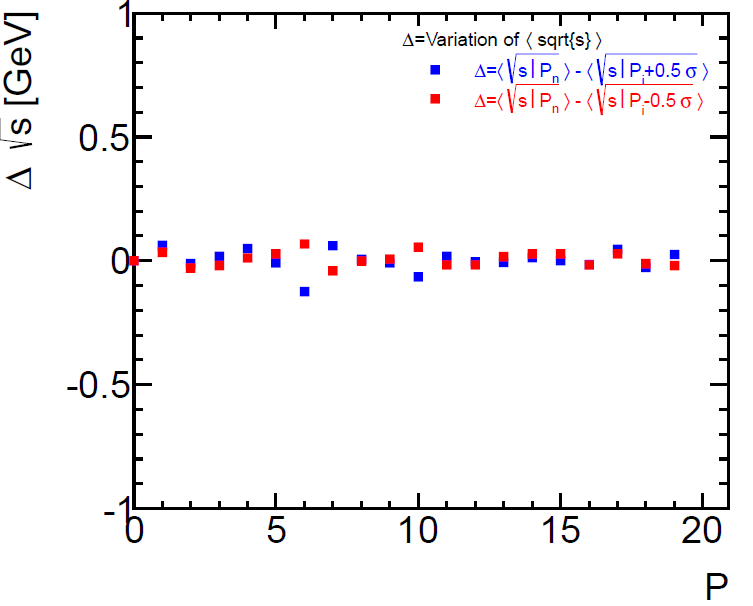 1
Δ=Variation of ⟨ sqrt{s} ⟩
Δ=⟨√s | Pn ⟩ - ⟨√s | Pi+0.5 σ ⟩
Δ=⟨√s | Pn ⟩ - ⟨√s | Pi-0.5 σ ⟩
Δ √s [GeV]
0.5
0
-0.5
-1
0 5 10 15 20
P